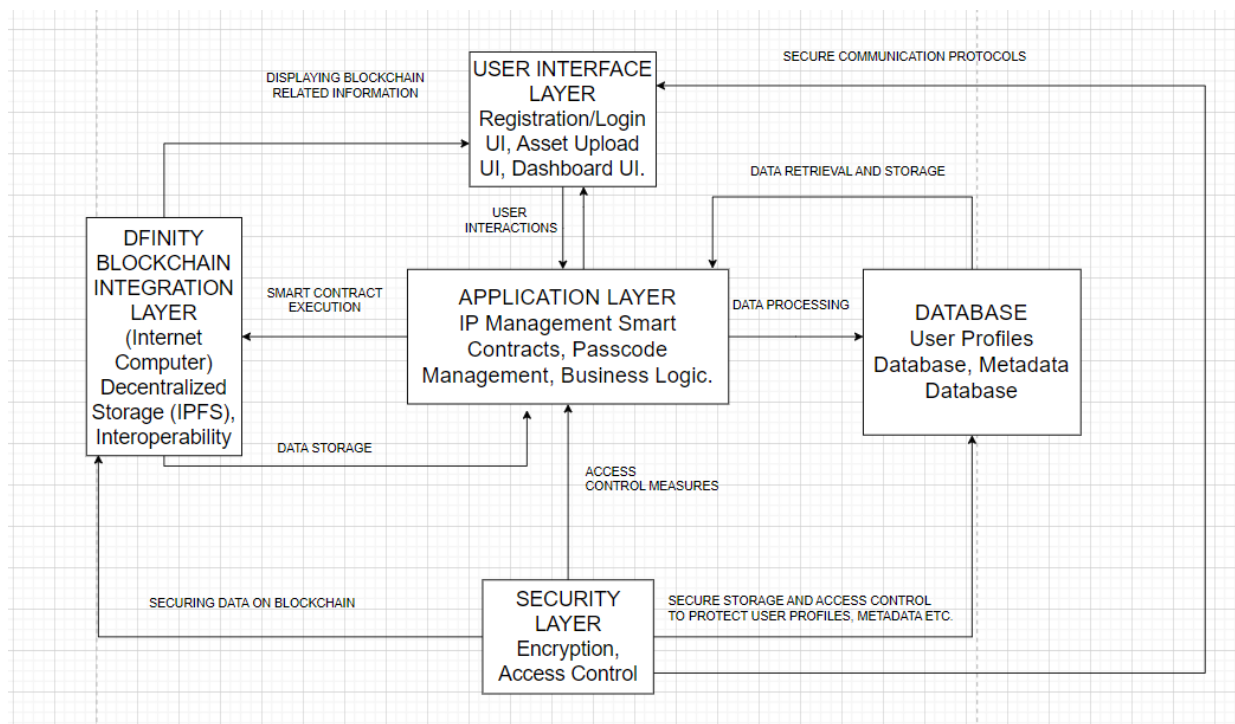 SECURE COMMUNICATION PROTOCOLS
USER INTERFACE
LAYER
Registration/Login
UI, Asset Upload
UI, Dashboard UI.
DISPLAYING BLOCKCHAIN
RELATED INFORMATION
DATA RETRIEVAL AND STORAGE
USER
INTERACTIONS
DFINITY
BLOCKCHAIN
INTEGRATION
LAYER
(Internet
Computer)
Decentralized
Storage (IPFS),
Interoperability
SMART CONTRACT
EXECUTION
APPLICATION LAYER
IP Management Smart
Contracts, Passcode
Management, Business Logic.
DATA PROCESSING
DATABASE
User Profiles
Database, Metadata
Database
DATA STORAGE
ACCESS
CONTROL MEASURES
SECURING DATA ON BLOCKCHAIN
SECURITY
LAYER
Encryption,
Access Control
SECURE STORAGE AND ACCESS CONTROL
TO PROTECT USER PROFILES, METADATA ETC.